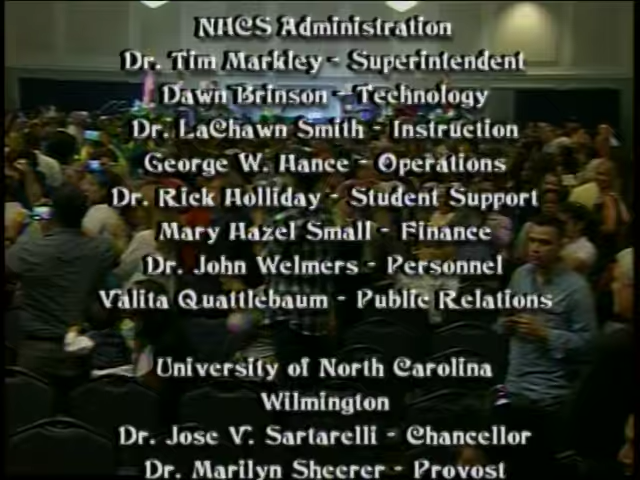 NHCS Administration
Dr. Tim Markley - Superintendent
Dawn Brinson - Technology
Dr. LaChawn Smith - Instruction
George W. Hance - Operations
Dr. Rick Holliday - Student Support
Mary Hazel Small - Finance
Dr. John Welmers - Personnel
Valita Quattlebaum - Public Relations
University of North Carolina
Wilmington
Dr. Jose V. Sartarelli - Chancellor
Dr. Marilyn Sheerer - Provost